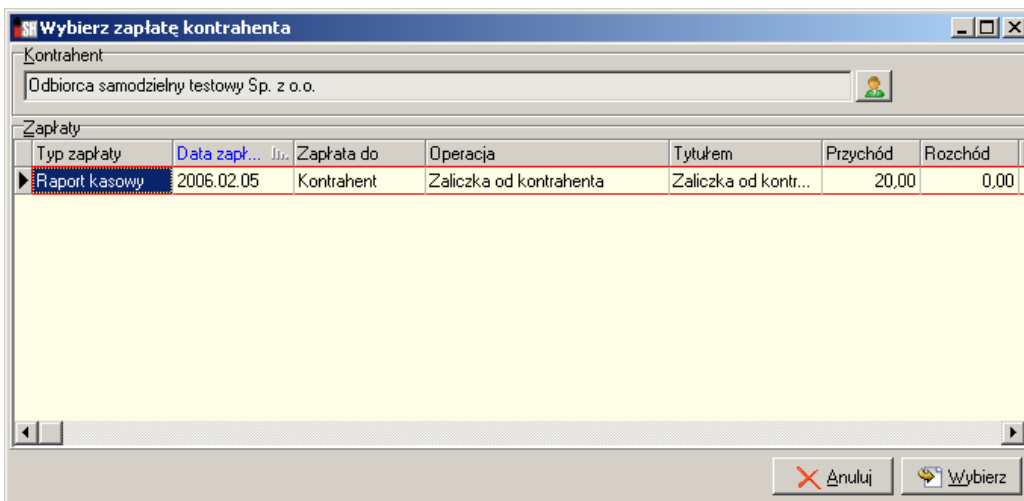 SH Wybierz zapłatę kontrahenta
Kontrahent
Odbiorca samodzielny testowy Sp. z o.o.
Zapłaty
Typ zapłaty Data zapł... Zapłata do Operacja Tytułem Przychód Rozchód
Raport kasowy 2006.02.05 Kontrahent Zaliczka od kontrahenta Zaliczka od kontr... 20,00 0,00
Anuluj Wybierz